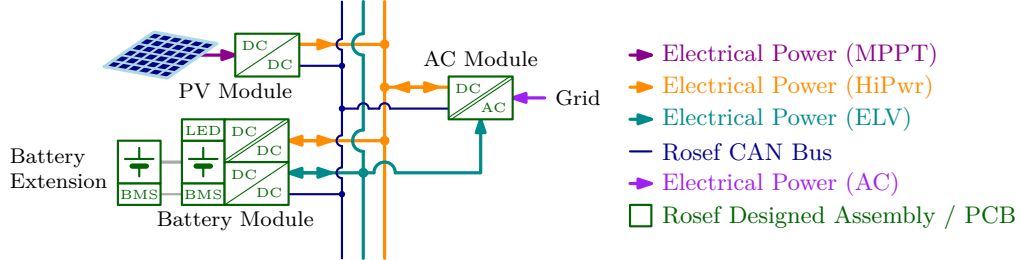 DC
DC
PV Module
AC Module
DC
AC
Grid
LED
DC
DC
DC
DC
Battery
Extension
BMS
BMS
Battery Module
Electrical Power (MPPT)
Electrical Power (HiPwr)
Electrical Power (ELV)
Rosef CAN Bus
Electrical Power (AC)
Rosef Designed Assembly / PCB